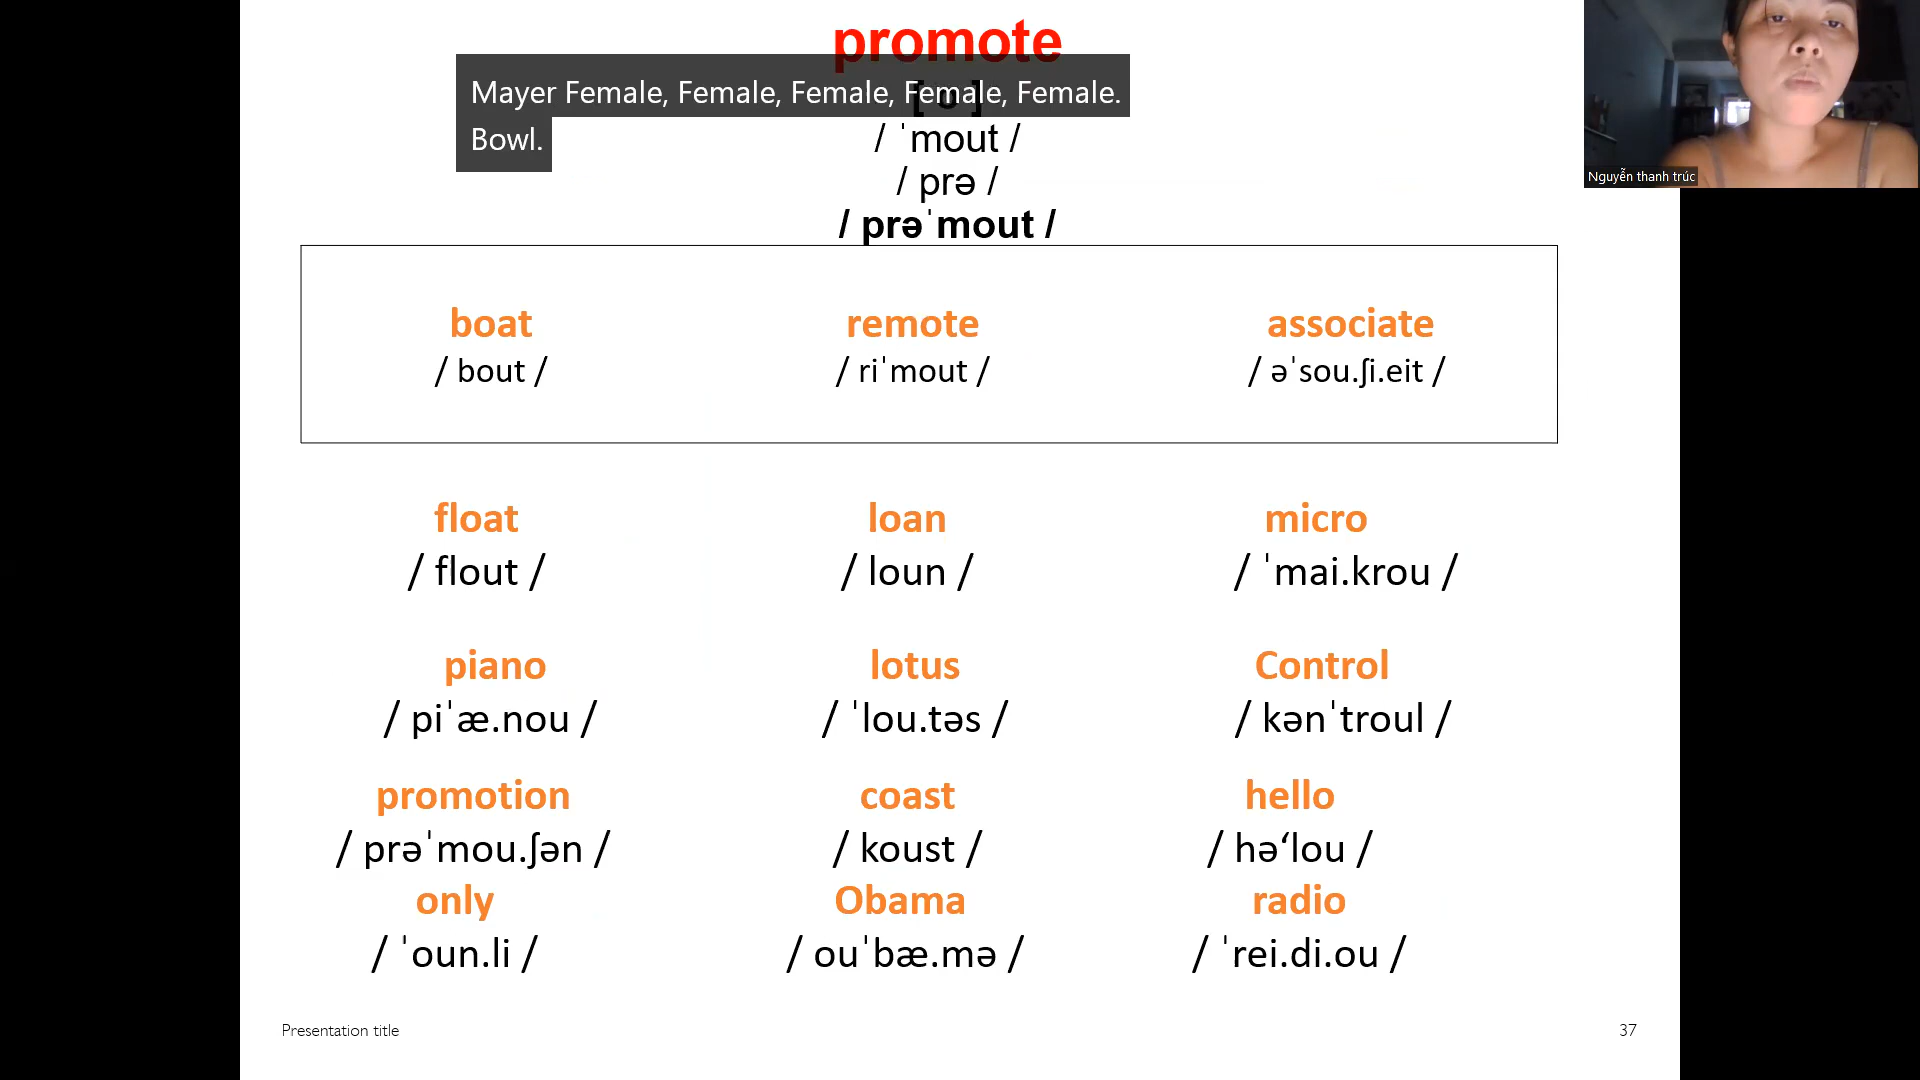 promote
Mayer Female, Female, Female, Female, Female.
Bowl.
/ ˈmout /
/ prə /
/ prəˈmout /
Nguyễn thanh trúc
boat remote associate
/ bout / / riˈmout / / əˈsou.ʃi.eit /
float loan micro
/ flout / / loun / / ˈmai.krou /
piano lotus Control
/ piˈæ.nou / / ˈlou.təs / / kənˈtroul /
promotion coast hello
/ prəˈmou.ʃən / / koust / / hə‘lou /
only Obama radio
/ ˈoun.li / / ouˈbæ.mə / / ˈrei.di.ou /
Presentation title 37